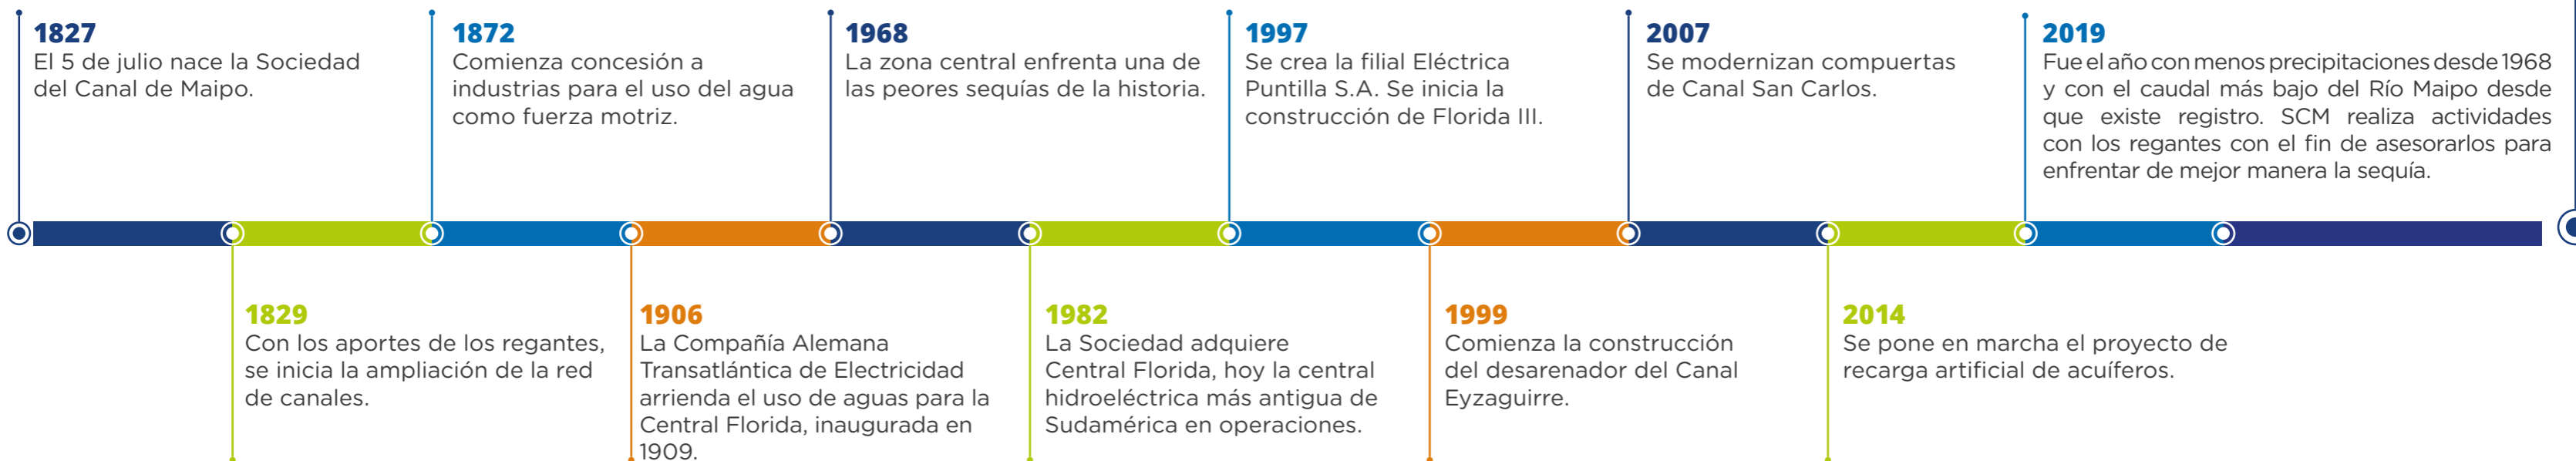 1827
El 5 de julio nace la Sociedad
del Canal de Maipo.
1872
Comienza concesión a
industrias para el uso del agua
como fuerza motriz.
1968
La zona central enfrenta una de
las peores sequías de la historia.
1997
Se crea la filial Eléctrica
Puntilla S.A. Se inicia la
construcción de Florida III.
2007
Se modernizan compuertas
de Canal San Carlos.
2019
Fue el año con menos precipitaciones desde 1968
y con el caudal más bajo del Río Maipo desde
que existe registro. SCM realiza actividades
con los regantes con el fin de asesorarlos para
enfrentar de mejor manera la sequía.
1829
Con los aportes de los regantes,
se inicia la ampliación de la red
de canales.
1906
La Compañía Alemana
Transatlántica de Electricidad
arrienda el uso de aguas para la
Central Florida, inaugurada en
1909.
1982
La Sociedad adquiere
Central Florida, hoy la central
hidroeléctrica más antigua de
Sudamérica en operaciones.
1999
Comienza la construcción
del desarenador del Canal
Eyzaguirre.
2014
Se pone en marcha el proyecto de
recarga artificial de acuíferos.